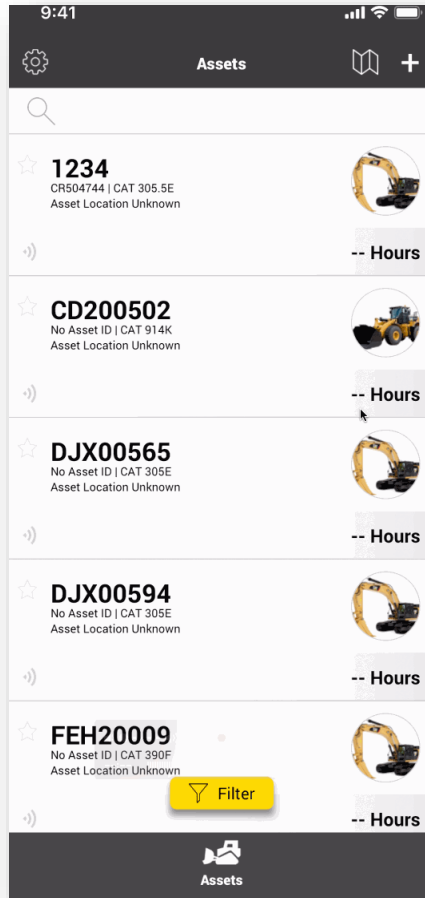 9:41
Assets
1234
CR504744 | CAT 305.5E
Asset Location Unknown
-- Hours
CD200502
No Asset ID | CAT 914K
Asset Location Unknown
-- Hours
DJX00565
No Asset ID | CAT 305E
Asset Location Unknown
-- Hours
DJX00594
No Asset ID | CAT 305E
Asset Location Unknown
-- Hours
FEH20009
No Asset ID | CAT 390F
Asset Location Unknown
Filter
-- Hours
Assets